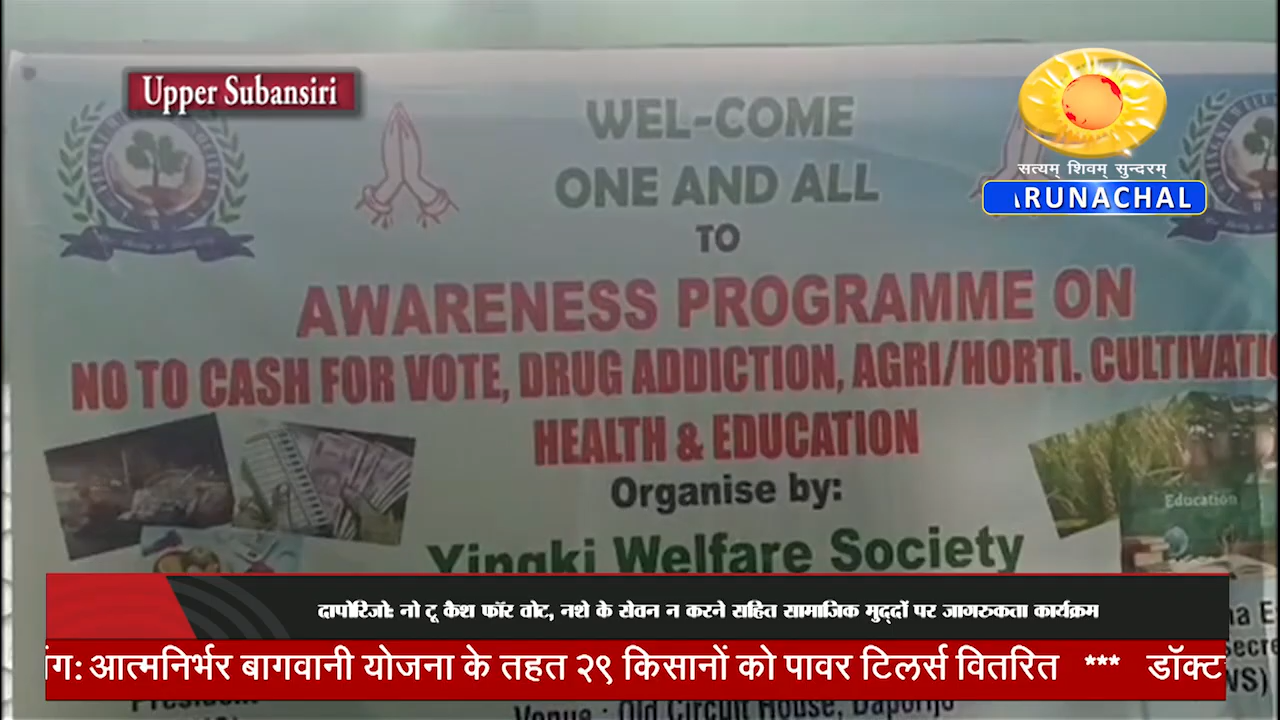 Upper Subansiri
WEL-COME
ONE AND ALL
TO
AWARENESS PROGRAMME ON
NO TO CASH FOR VOTE, DRUG ADDICTION, AGRI/HORTI. CULTIVATI
HEALTH & EDUCATION
Organise by:
Yingki Welfare Society
Education
सत्यम् शिवम् सुन्दरम्
ARUNACHAL
दापोरिजो: नो टू कैश फॉर वोट, नशे के सेवन न करने सहित सामाजिक मुद्दों पर जागरुकता कार्यक्रम
ंग: आत्मनिर्भर बागवानी योजना के तहत २९ किसानों को पावर टिलर्स वितरित *** डॉक्ट
Venue : Old Circuit House, Daporijo